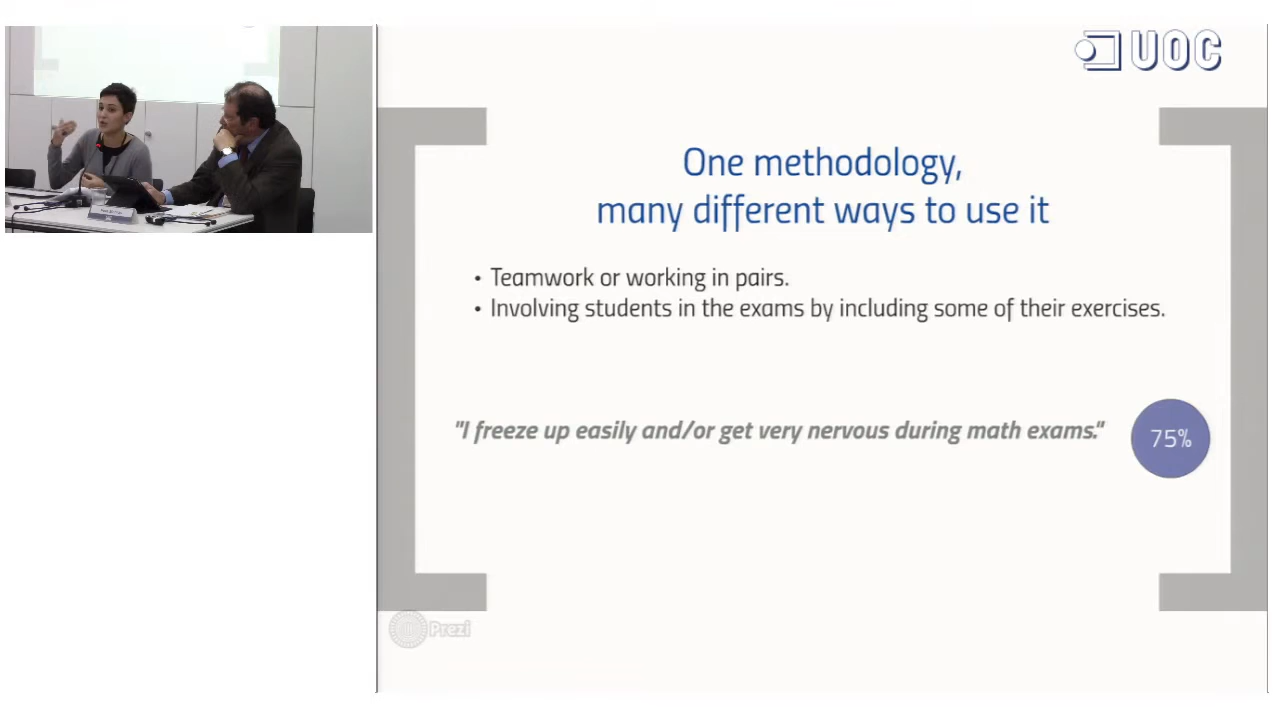 UOC
One methodology,
many different ways to use it
• Teamwork or working in pairs.
• Involving students in the exams by including some of their exercises.
"I freeze up easily and/or get very nervous during math exams."
75%
Prezi